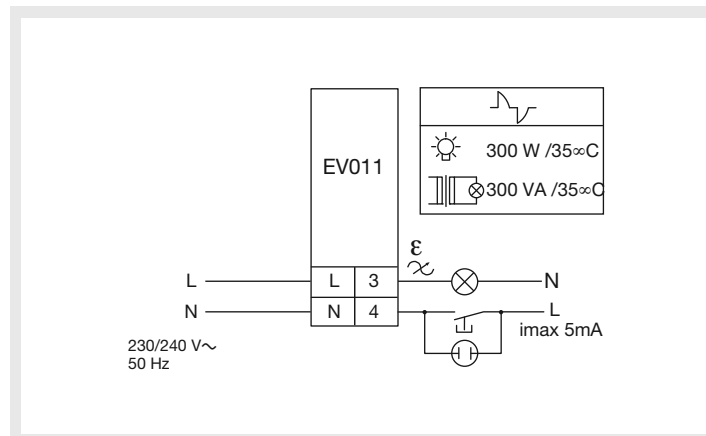 EV011
300 W /35∞C
300 VA /35∞C
ε
L L 3 N
N N 4 L
imax 5mA
230/240 V~
50 Hz